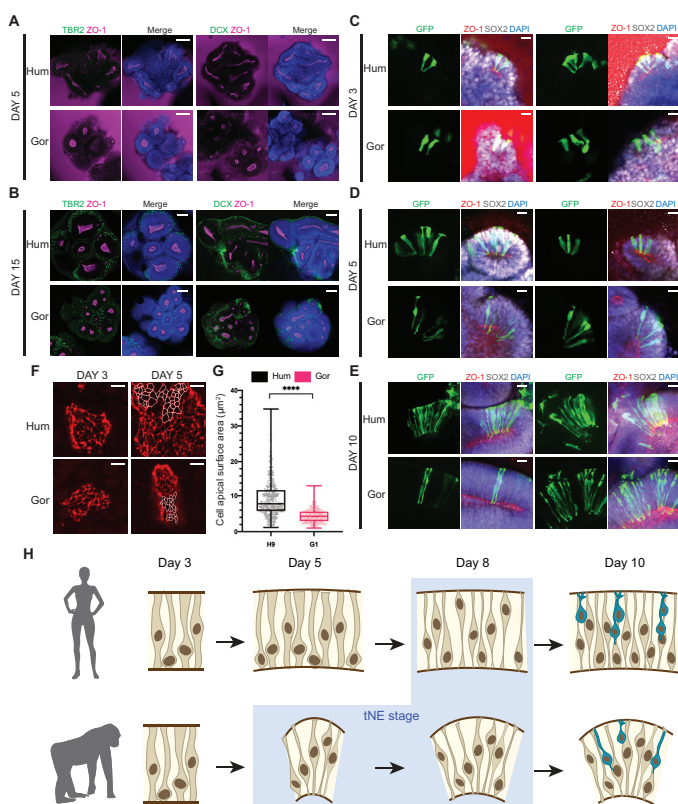 A
TBR2 ZO-1
Merge
DCX ZO-1
Merge
DAY 5
Hum
Gor
B
TBR2 ZO-1
Merge
DCX ZO-1
Merge
DAY 15
Hum
Gor
C
GFP
ZO-1 SOX2 DAPI
GFP
ZO-1 SOX2 DAPI
DAY 3
Hum
Gor
D
GFP
ZO-1 SOX2 DAPI
GFP
ZO-1 SOX2 DAPI
DAY 5
Hum
Gor
E
GFP
ZO-1 SOX2 DAPI
GFP
ZO-1 SOX2 DAPI
DAY 10
Hum
Gor
F
DAY 3
DAY 5
Hum
Gor
G
Hum
Gor
****
Cell apical surface area (µm²)
40
30
20
10
0
H9
G1
H
Day 3
Day 5
Day 8
Day 10
tNE stage